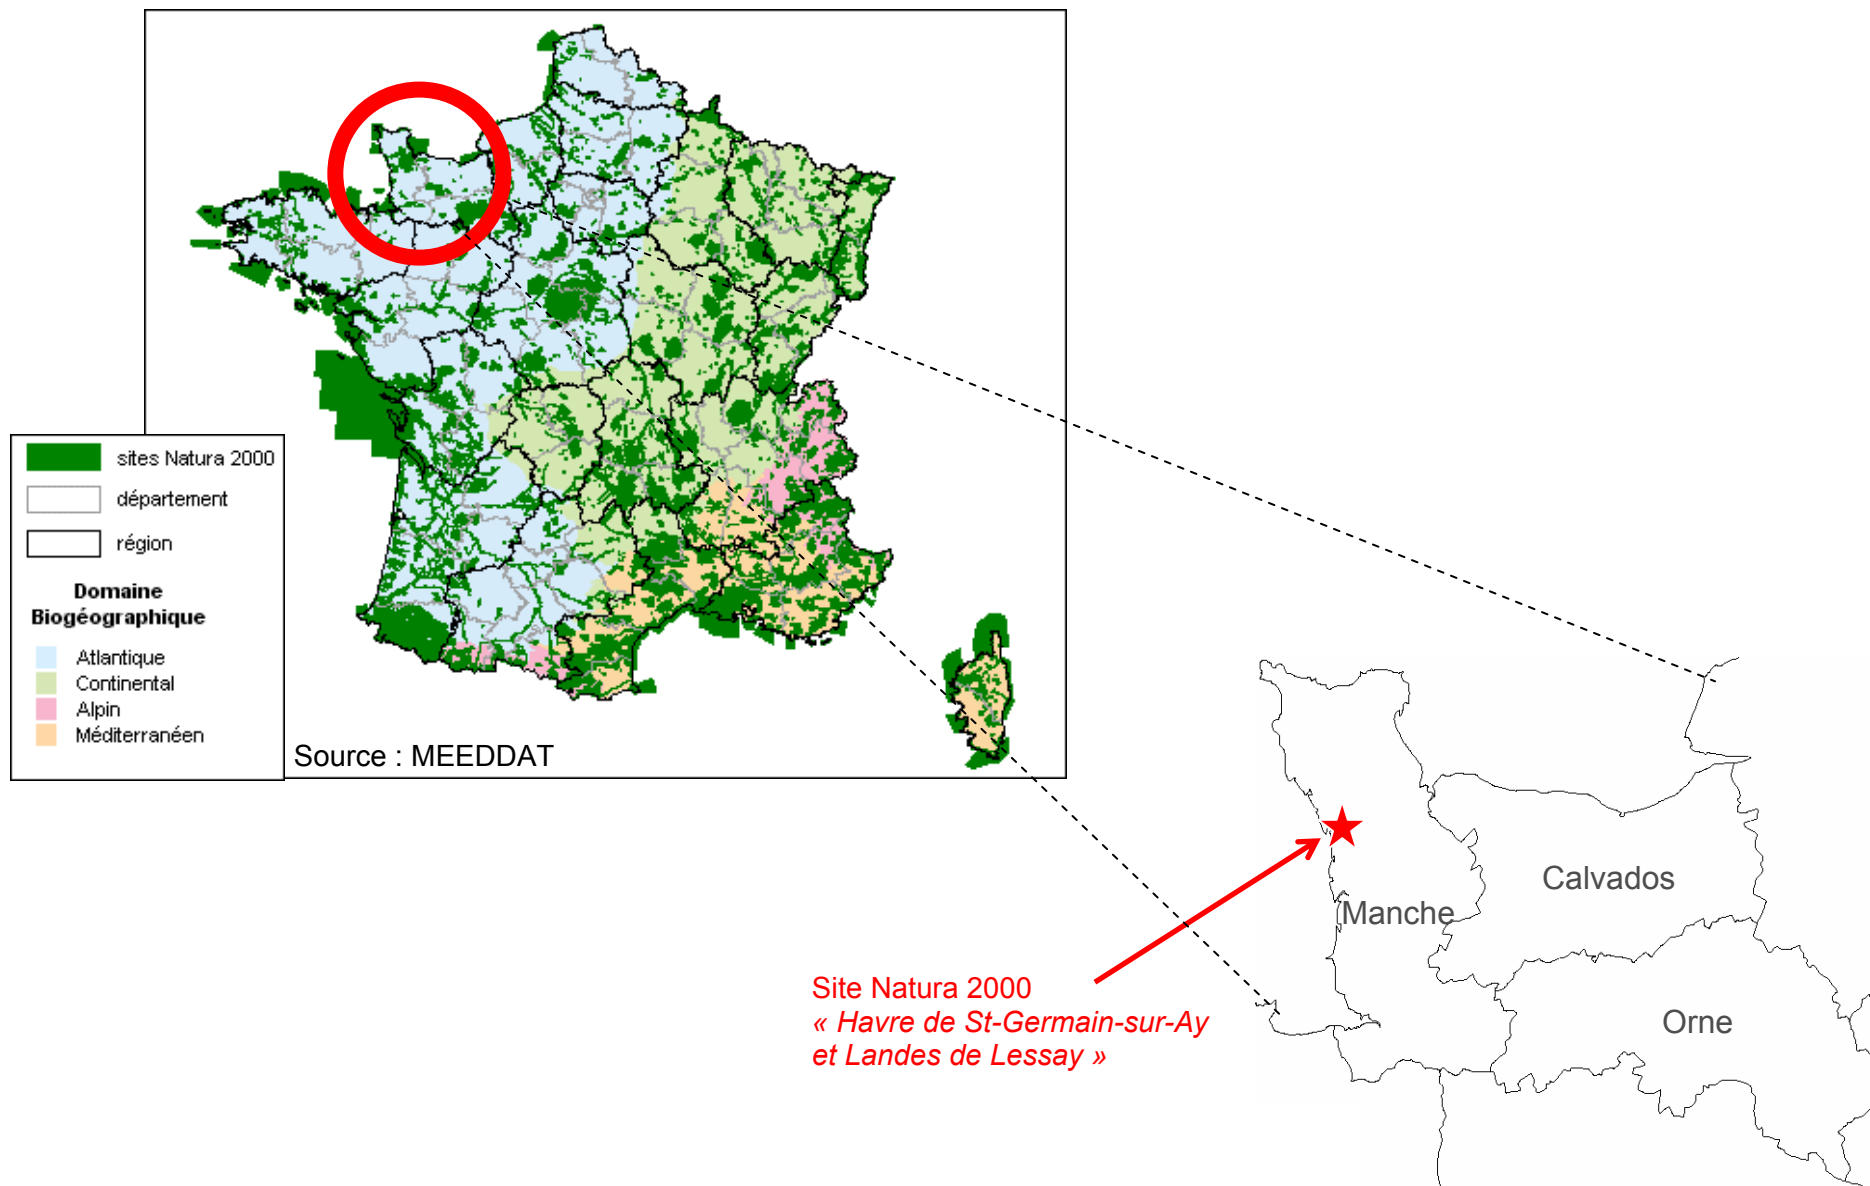 sites Natura 2000
département
région
Domaine
Biogéographique
Atlantique
Continental
Alpin
Méditerranéen
Source : MEEDDAT
Calvados
Manche
Orne
Site Natura 2000
« Havre de St-Germain-sur-Ay
et Landes de Lessay »